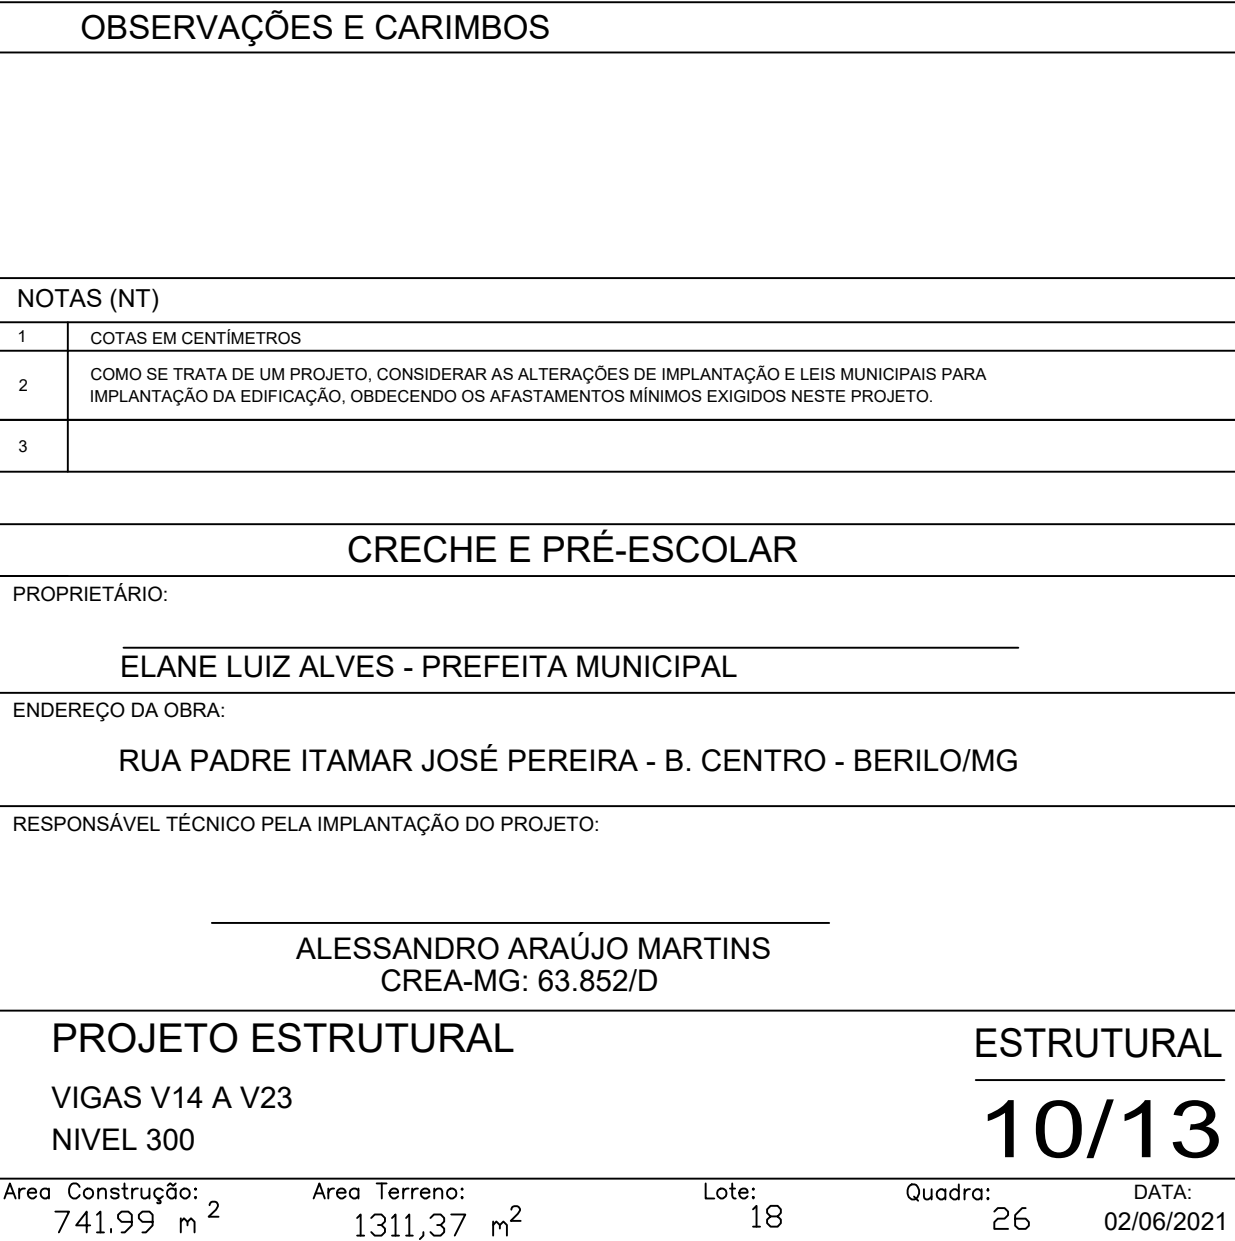 OBSERVAÇÕES E CARIMBOS
NOTAS (NT)
1 COTAS EM CENTÍMETROS
2 COMO SE TRATA DE UM PROJETO, CONSIDERAR AS ALTERAÇÕES DE IMPLANTAÇÃO E LEIS MUNICIPAIS PARA
IMPLANTAÇÃO DA EDIFICAÇÃO, OBDECENDO OS AFASTAMENTOS MÍNIMOS EXIGIDOS NESTE PROJETO.
3
CRECHE E PRÉ-ESCOLAR
PROPRIETÁRIO:
ELANE LUIZ ALVES - PREFEITA MUNICIPAL
ENDEREÇO DA OBRA:
RUA PADRE ITAMAR JOSÉ PEREIRA - B. CENTRO - BERILO/MG
RESPONSÁVEL TÉCNICO PELA IMPLANTAÇÃO DO PROJETO:
ALESSANDRO ARAÚJO MARTINS
CREA-MG: 63.852/D
PROJETO ESTRUTURAL
VIGAS V14 A V23
NIVEL 300
ESTRUTURAL
10/13
Area Construção: Area Terreno: Lote: Quadra: DATA:
741.99 m² 1311,37 m² 18 26 02/06/2021